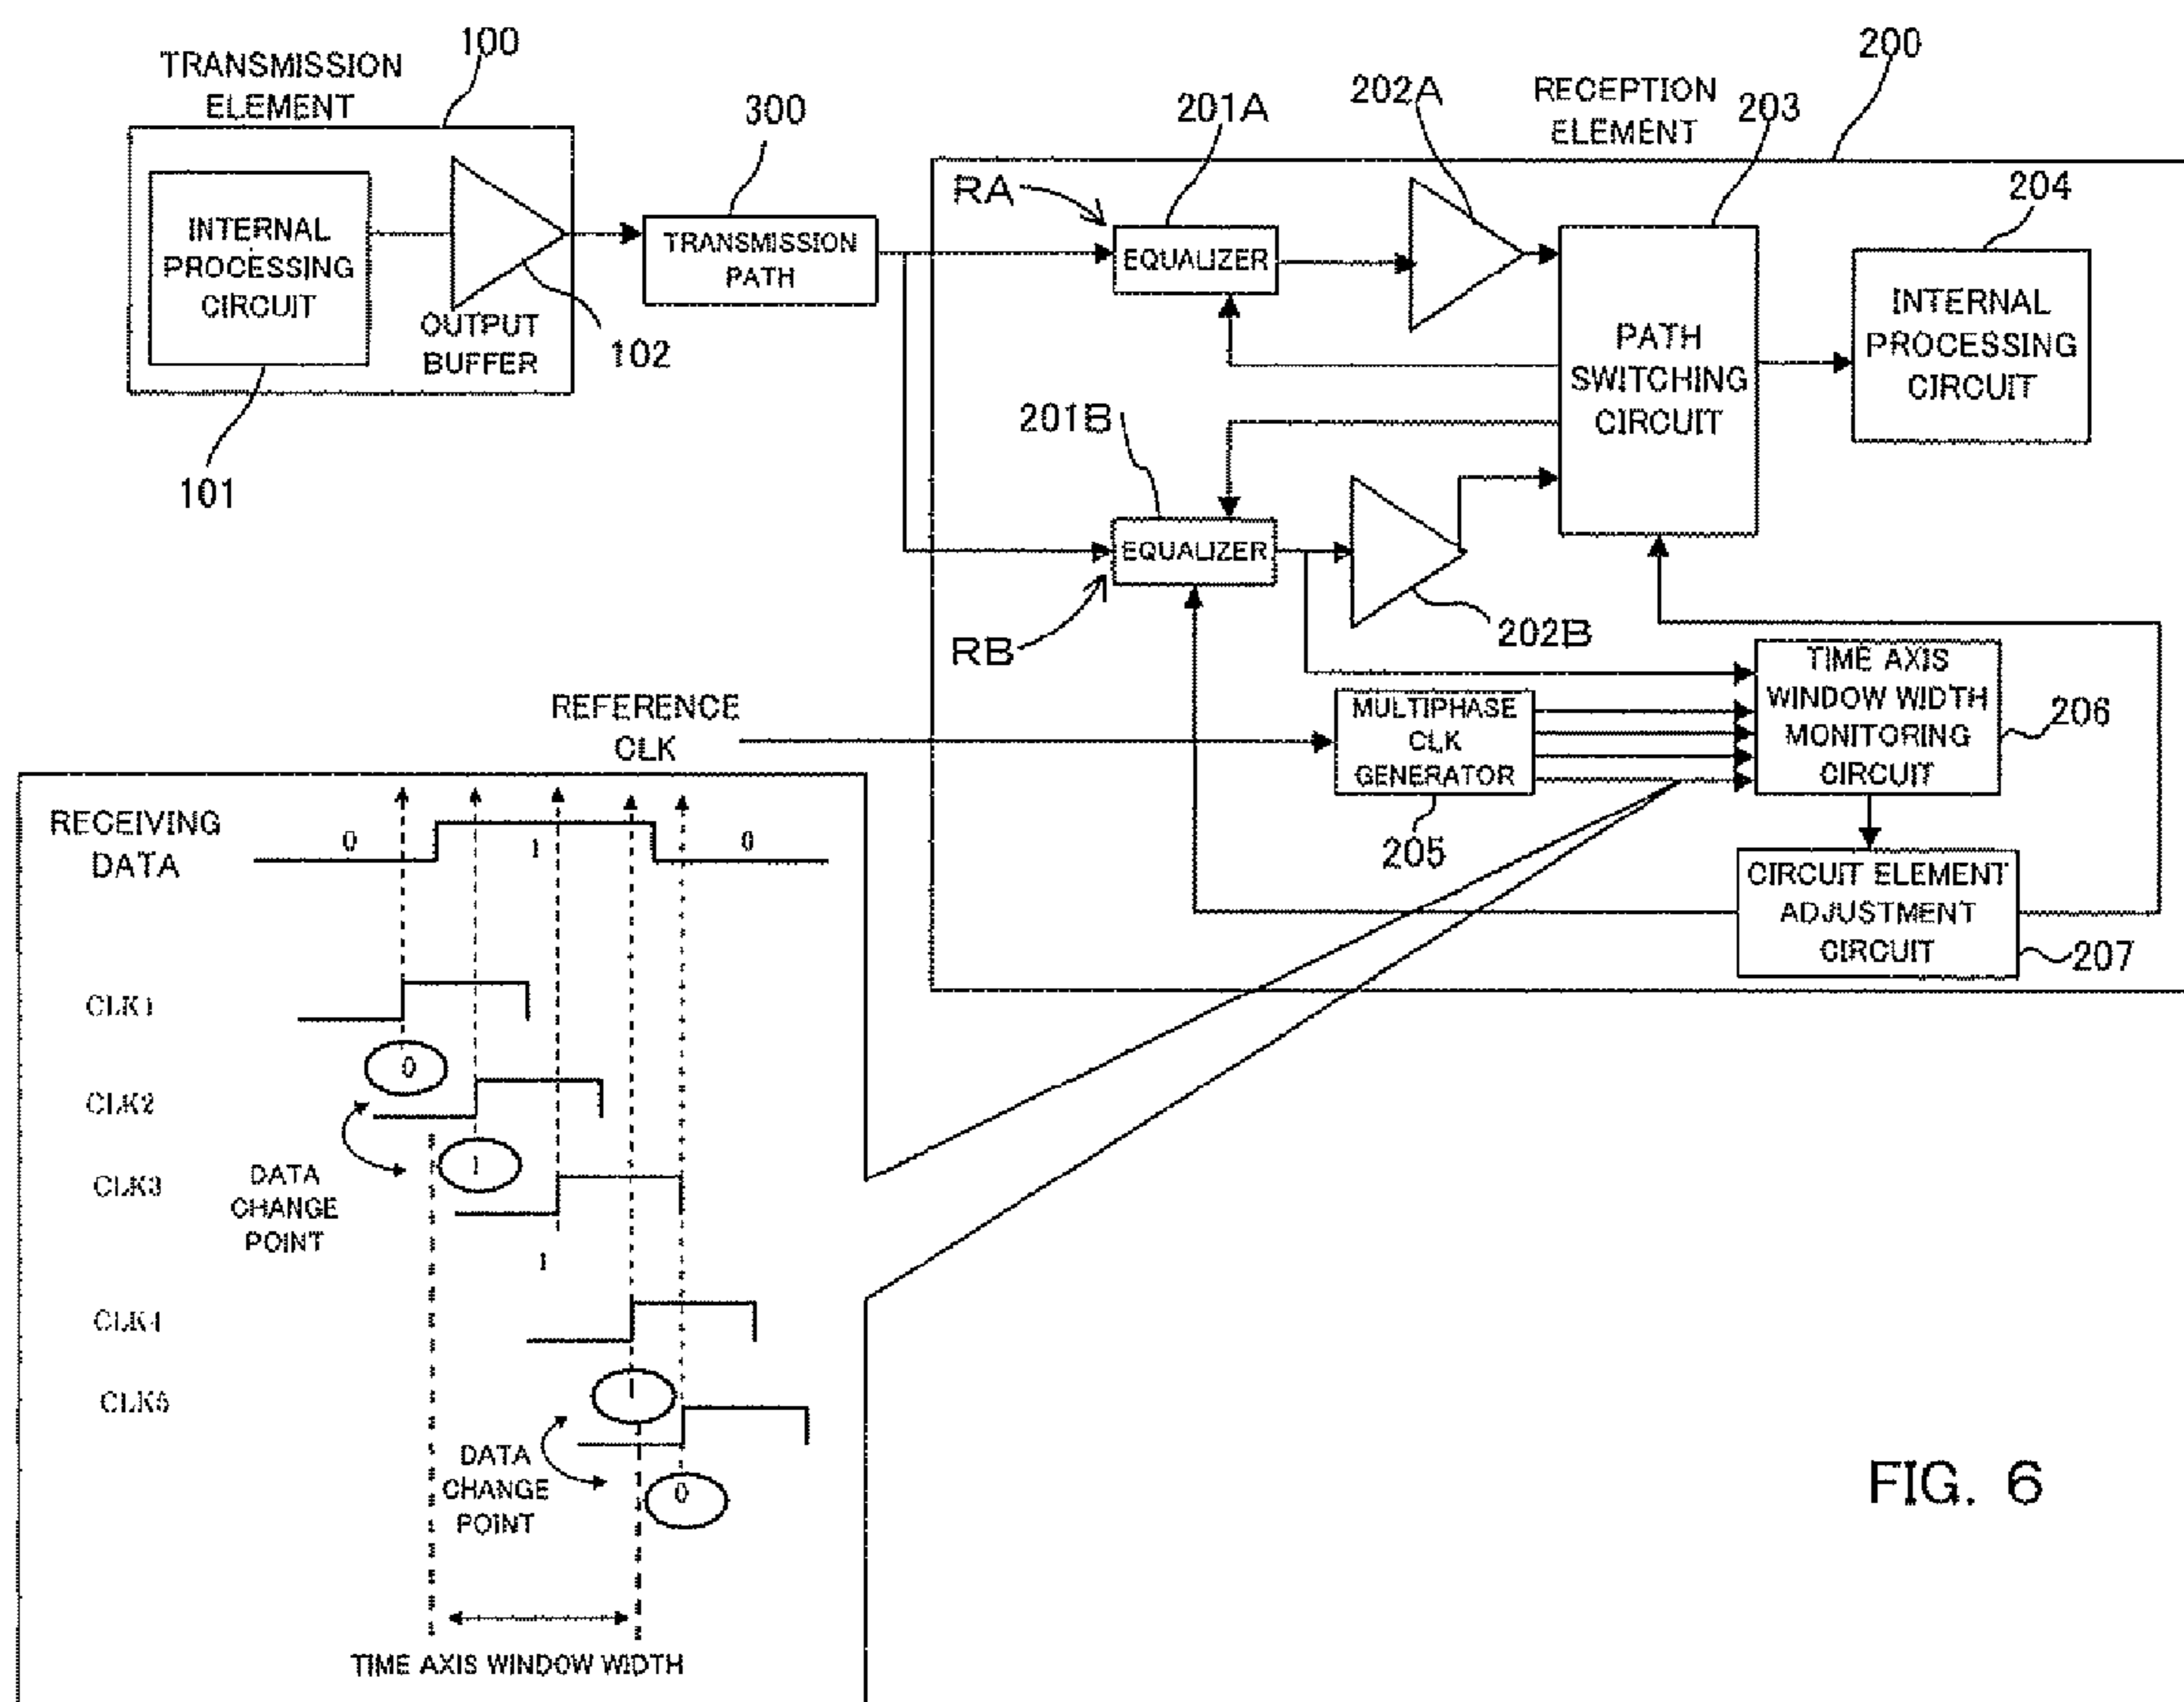 TRANSMISSION
ELEMENT
100
INTERNAL
PROCESSING
CIRCUIT
101
OUTPUT
BUFFER
102
300
TRANSMISSION
PATH
RECEPTION
ELEMENT
200
RA
201A
EQUALIZER
202A
203
PATH
SWITCHING
CIRCUIT
204
INTERNAL
PROCESSING
CIRCUIT
201B
EQUALIZER
RB
202B
REFERENCE
CLK
MULTIPHASE
CLK
GENERATOR
205
TIME AXIS
WINDOW WIDTH
MONITORING
CIRCUIT
206
CIRCUIT ELEMENT
ADJUSTMENT
CIRCUIT
207
RECEIVING
DATA
0
1
0
CLK1
0
CLK2
1
DATA
CHANGE
POINT
CLK3
1
CLK4
1
CLK5
DATA
CHANGE
POINT
0
TIME AXIS WINDOW WIDTH
FIG. 6